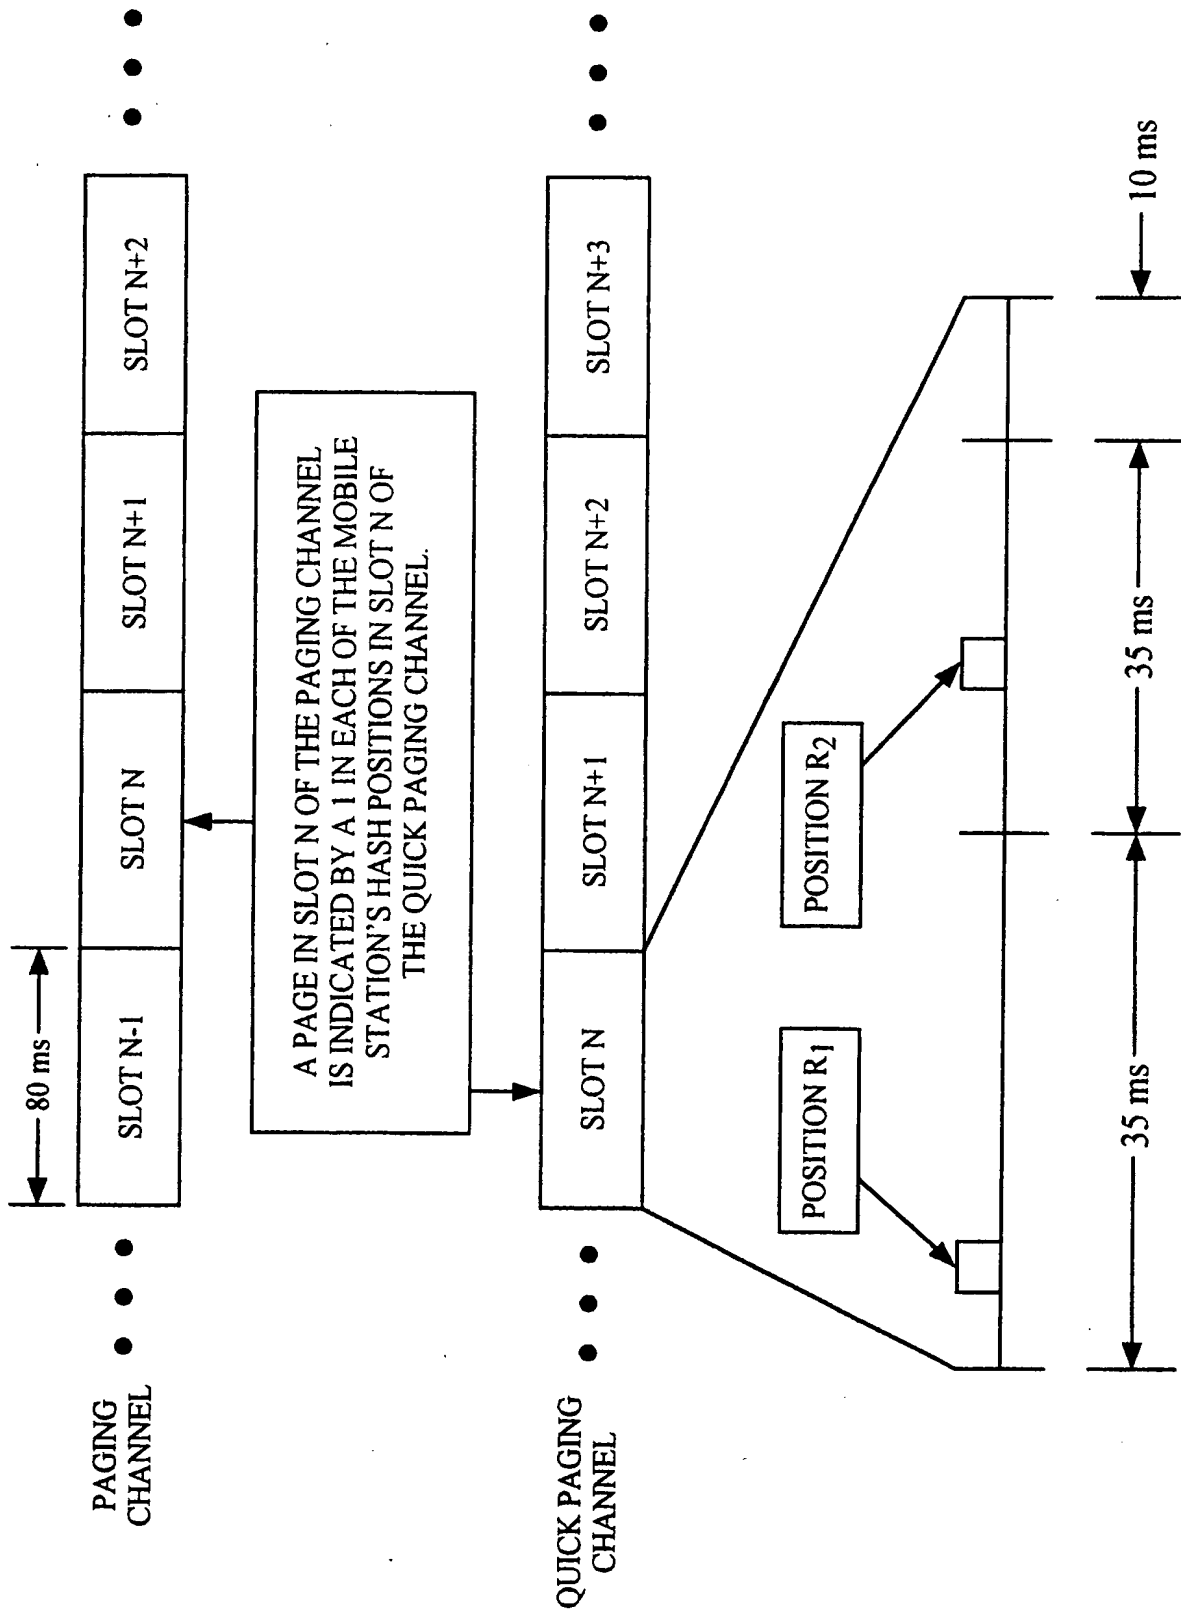 PAGING
CHANNEL
80 ms
SLOT N-1
SLOT N
SLOT N+1
SLOT N+2
A PAGE IN SLOT N OF THE PAGING CHANNEL
IS INDICATED BY A 1 IN EACH OF THE MOBILE
STATION'S HASH POSITIONS IN SLOT N OF
THE QUICK PAGING CHANNEL.
QUICK PAGING
CHANNEL
SLOT N
SLOT N+1
SLOT N+2
SLOT N+3
POSITION R1
POSITION R2
35 ms
35 ms
10 ms